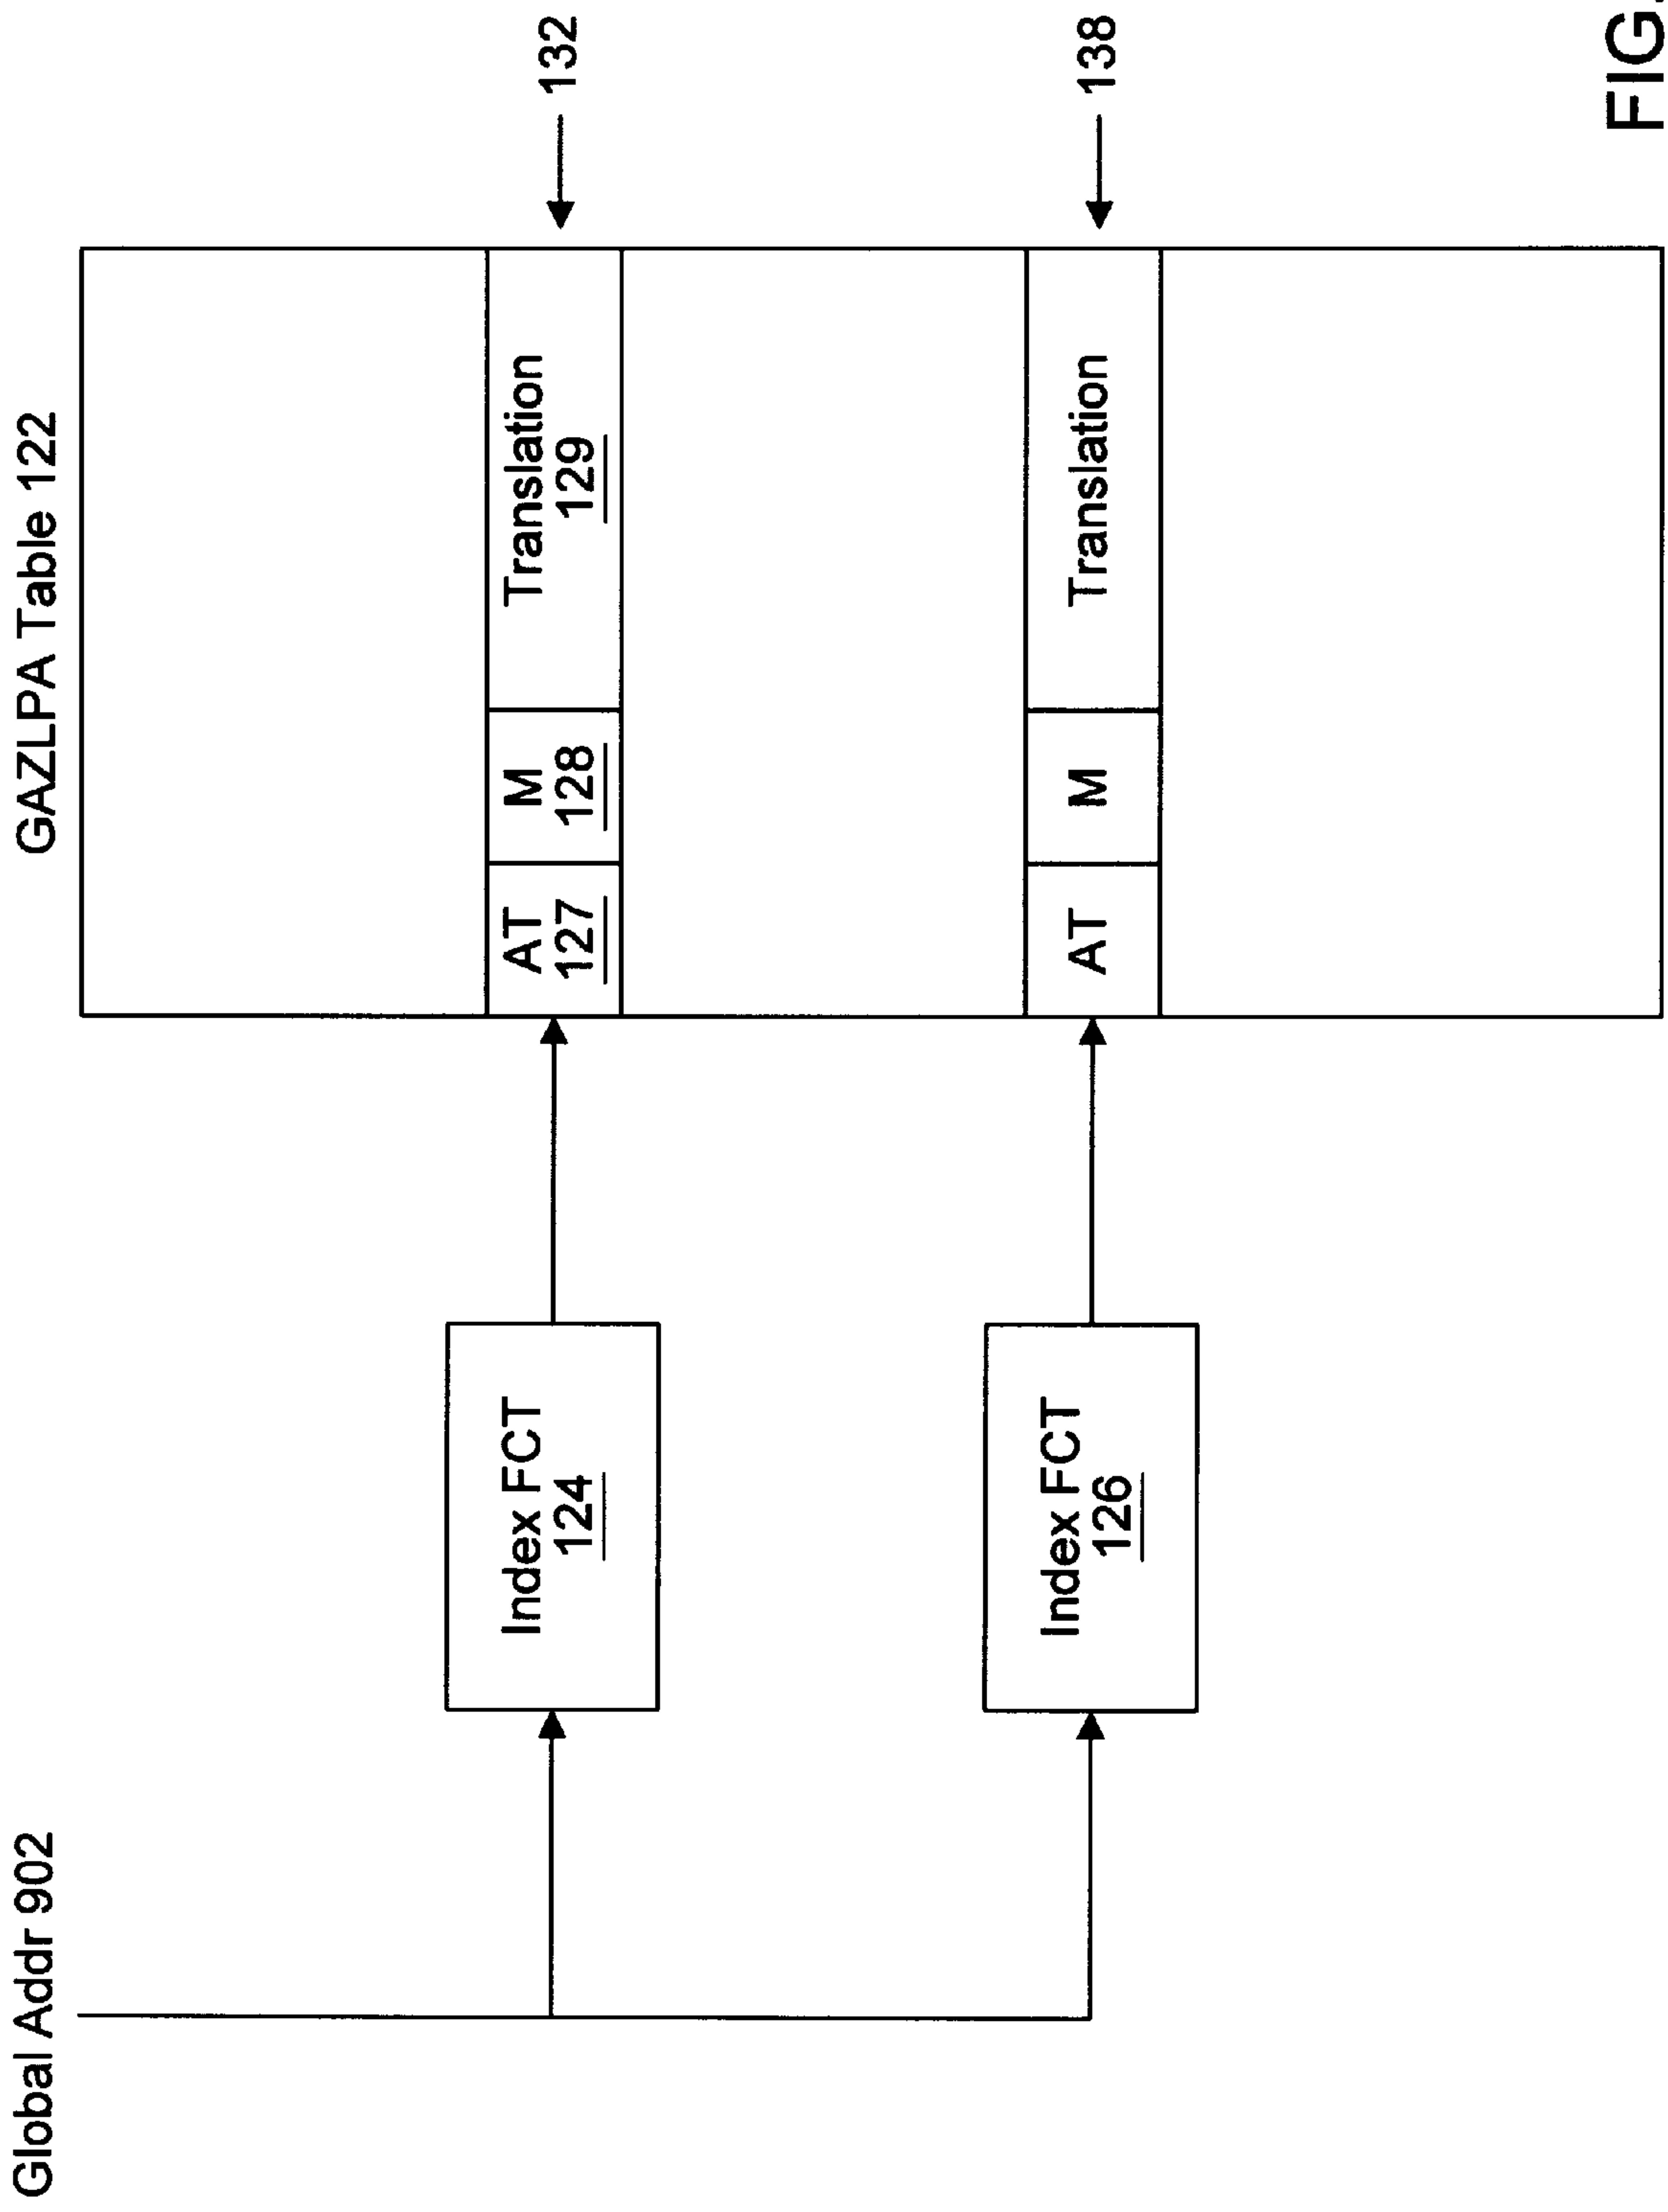 Global Addr 902
GAZLPA Table 122
Index FCT
124
AT
127
M
128
Translation
129
132
Index FCT
126
AT
M
Translation
138
FIG.